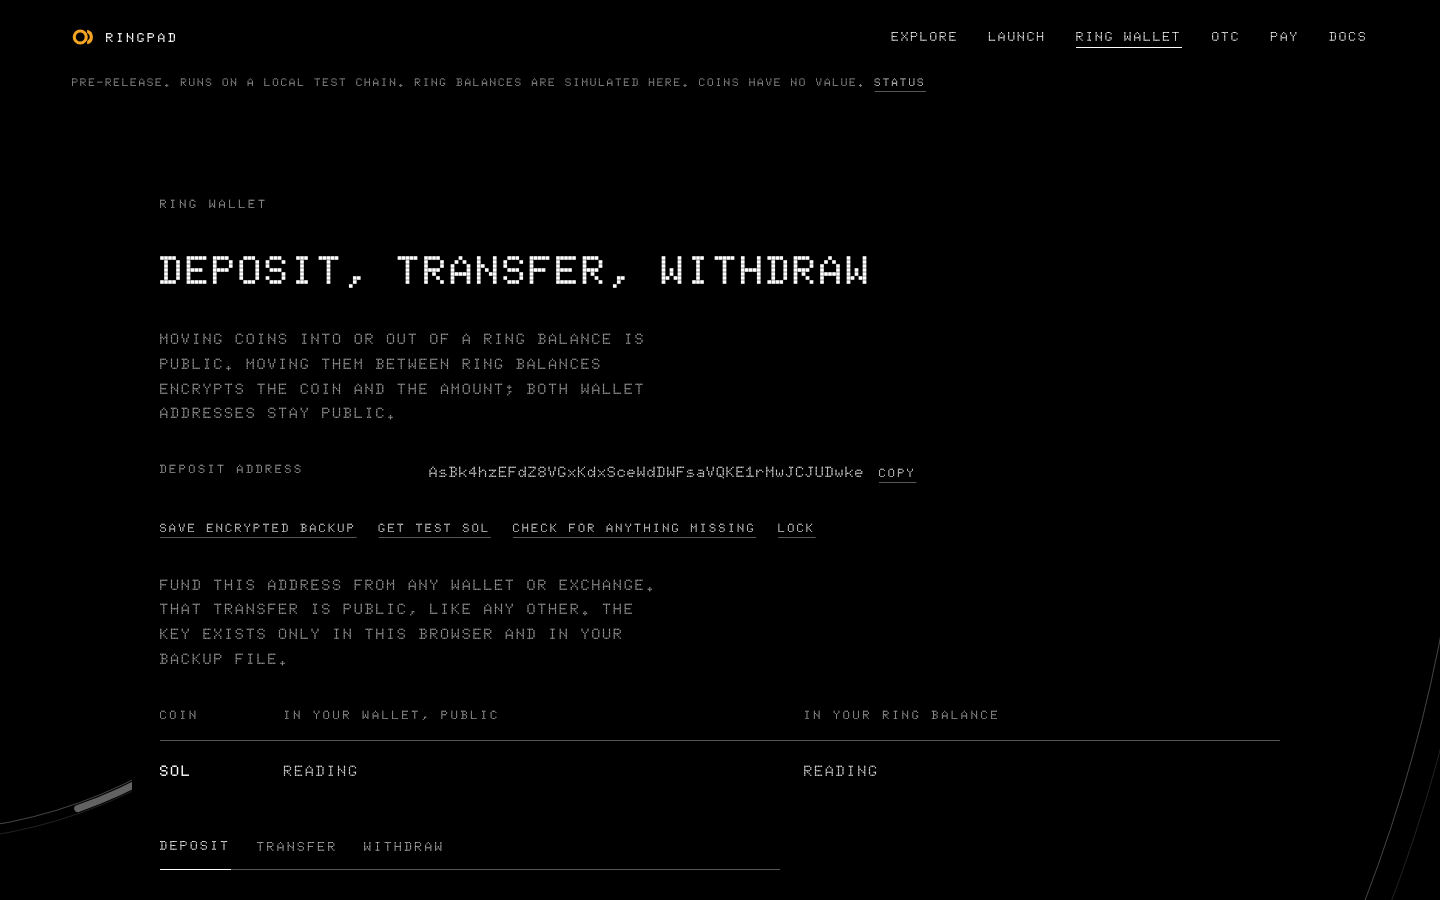 RINGPAD
EXPLORE LAUNCH RING WALLET OTC PAY DOCS
PRE-RELEASE. RUNS ON A LOCAL TEST CHAIN. RING BALANCES ARE SIMULATED HERE. COINS HAVE NO VALUE. STATUS
RING WALLET
DEPOSIT, TRANSFER, WITHDRAW
MOVING COINS INTO OR OUT OF A RING BALANCE IS
PUBLIC. MOVING THEM BETWEEN RING BALANCES
ENCRYPTS THE COIN AND THE AMOUNT; BOTH WALLET
ADDRESSES STAY PUBLIC.
DEPOSIT ADDRESS AsBk4hzEFdZ8VGxKdxSceWdDWFsaVQKE1rMwJCJUDwke COPY
SAVE ENCRYPTED BACKUP GET TEST SOL CHECK FOR ANYTHING MISSING LOCK
FUND THIS ADDRESS FROM ANY WALLET OR EXCHANGE.
THAT TRANSFER IS PUBLIC, LIKE ANY OTHER. THE
KEY EXISTS ONLY IN THIS BROWSER AND IN YOUR
BACKUP FILE.
COIN IN YOUR WALLET, PUBLIC IN YOUR RING BALANCE
SOL READING READING
DEPOSIT TRANSFER WITHDRAW